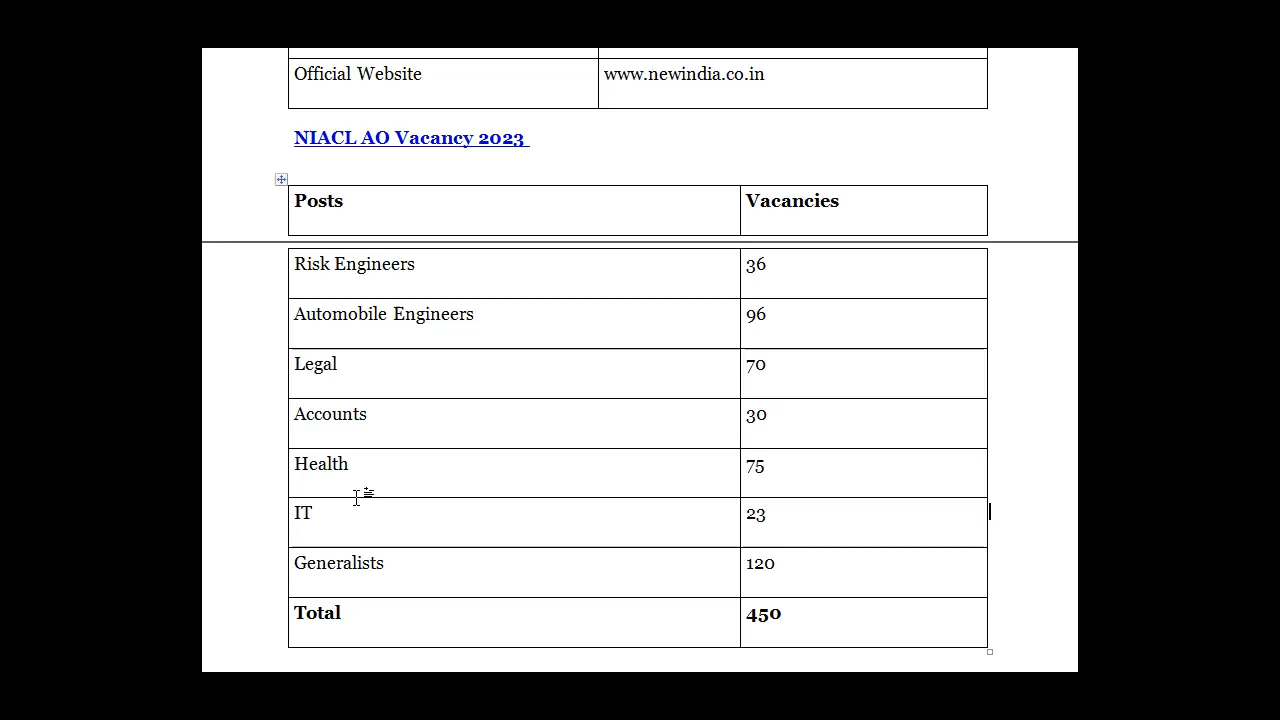 Official Website www.newindia.co.in
NIACL AO Vacancy 2023
Posts Vacancies
Risk Engineers 36
Automobile Engineers 96
Legal 70
Accounts 30
Health 75
IT 23
Generalists 120
Total 450